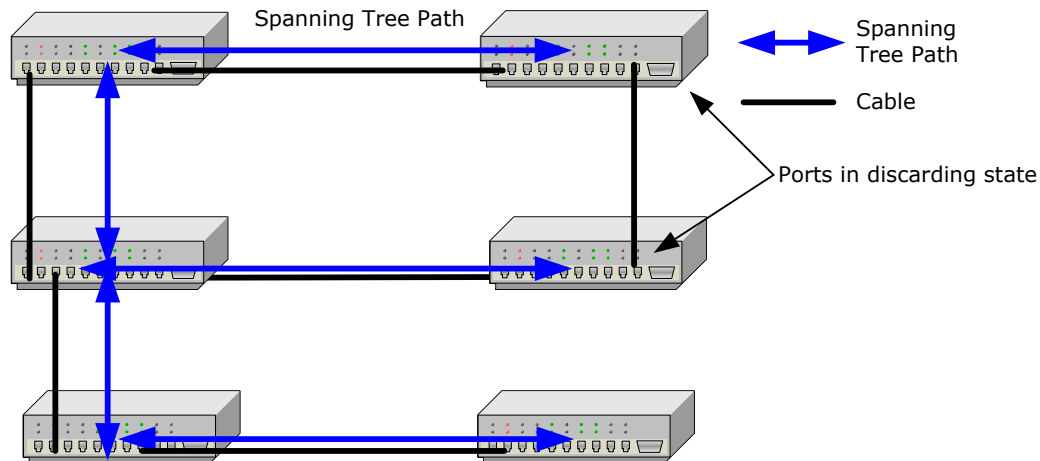 Spanning Tree Path
Spanning
Tree Path
Cable
Ports in discarding state